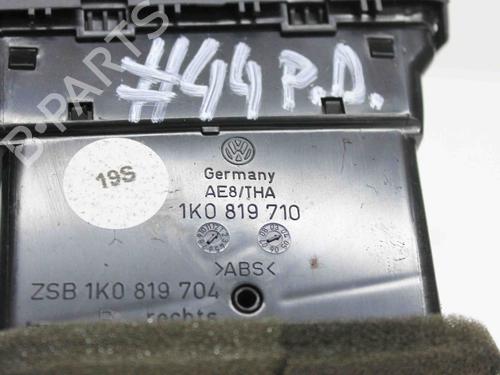 #44 P.D.
B-PARTS
19S
Germany
AE8/THA
1K0 819 710
>ABS<
ZSB 1K0 819 704
rechts